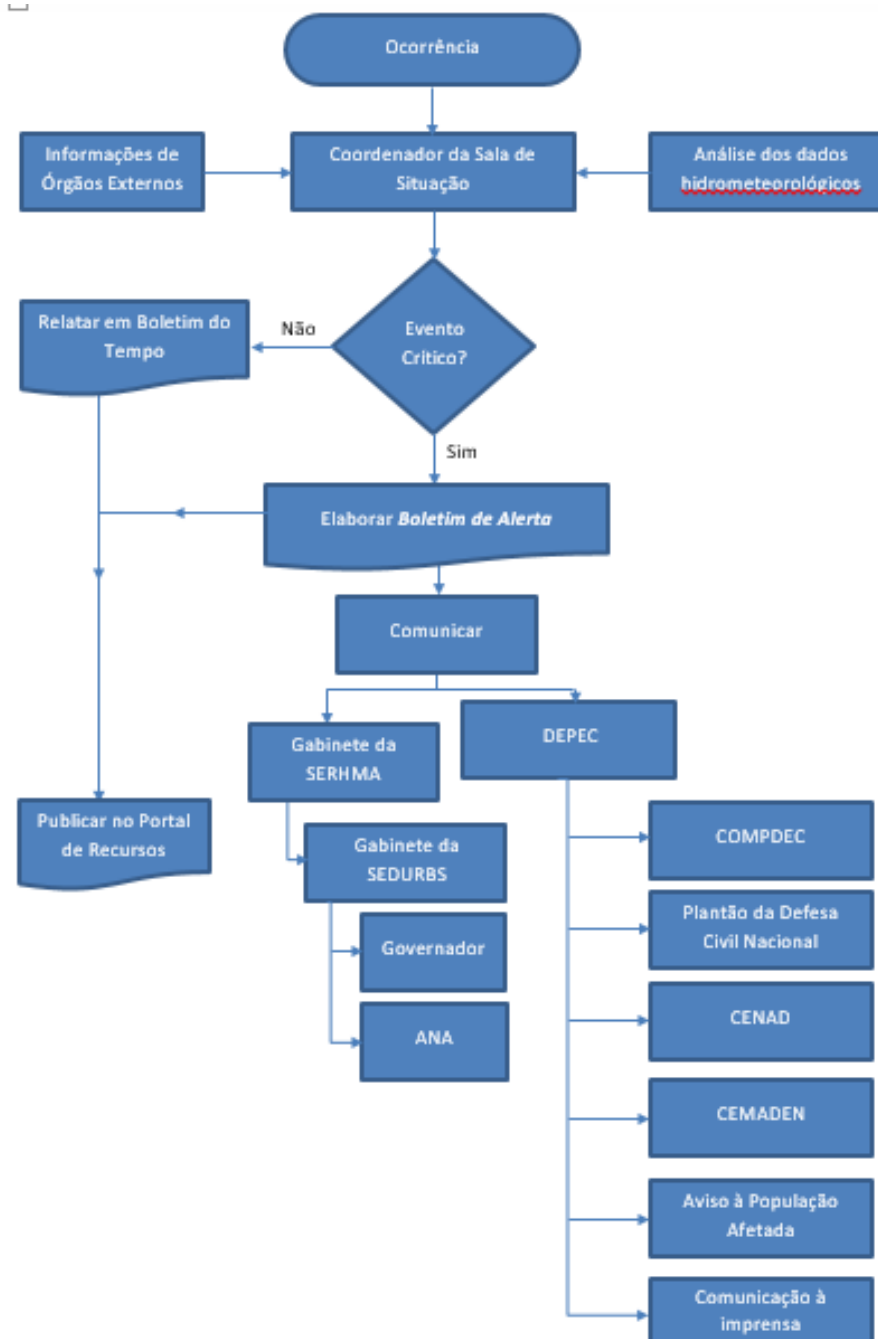 Ocorrência
Informações de
Órgãos Externos
Coordenador da Sala de
Situação
Análise dos dados
hidrometeorológicos
Relatar em Boletim do
Tempo
Não
Evento
Crítico?
Sim
Elaborar Boletim de Alerta
Comunicar
Gabinete da
SERHMA
DEPEC
Publicar no Portal
de Recursos
Gabinete da
SEDURBS
Governador
ANA
COMPDEC
Plantão da Defesa
Civil Nacional
CENAD
CEMADEN
Aviso à População
Afetada
Comunicação à
imprensa